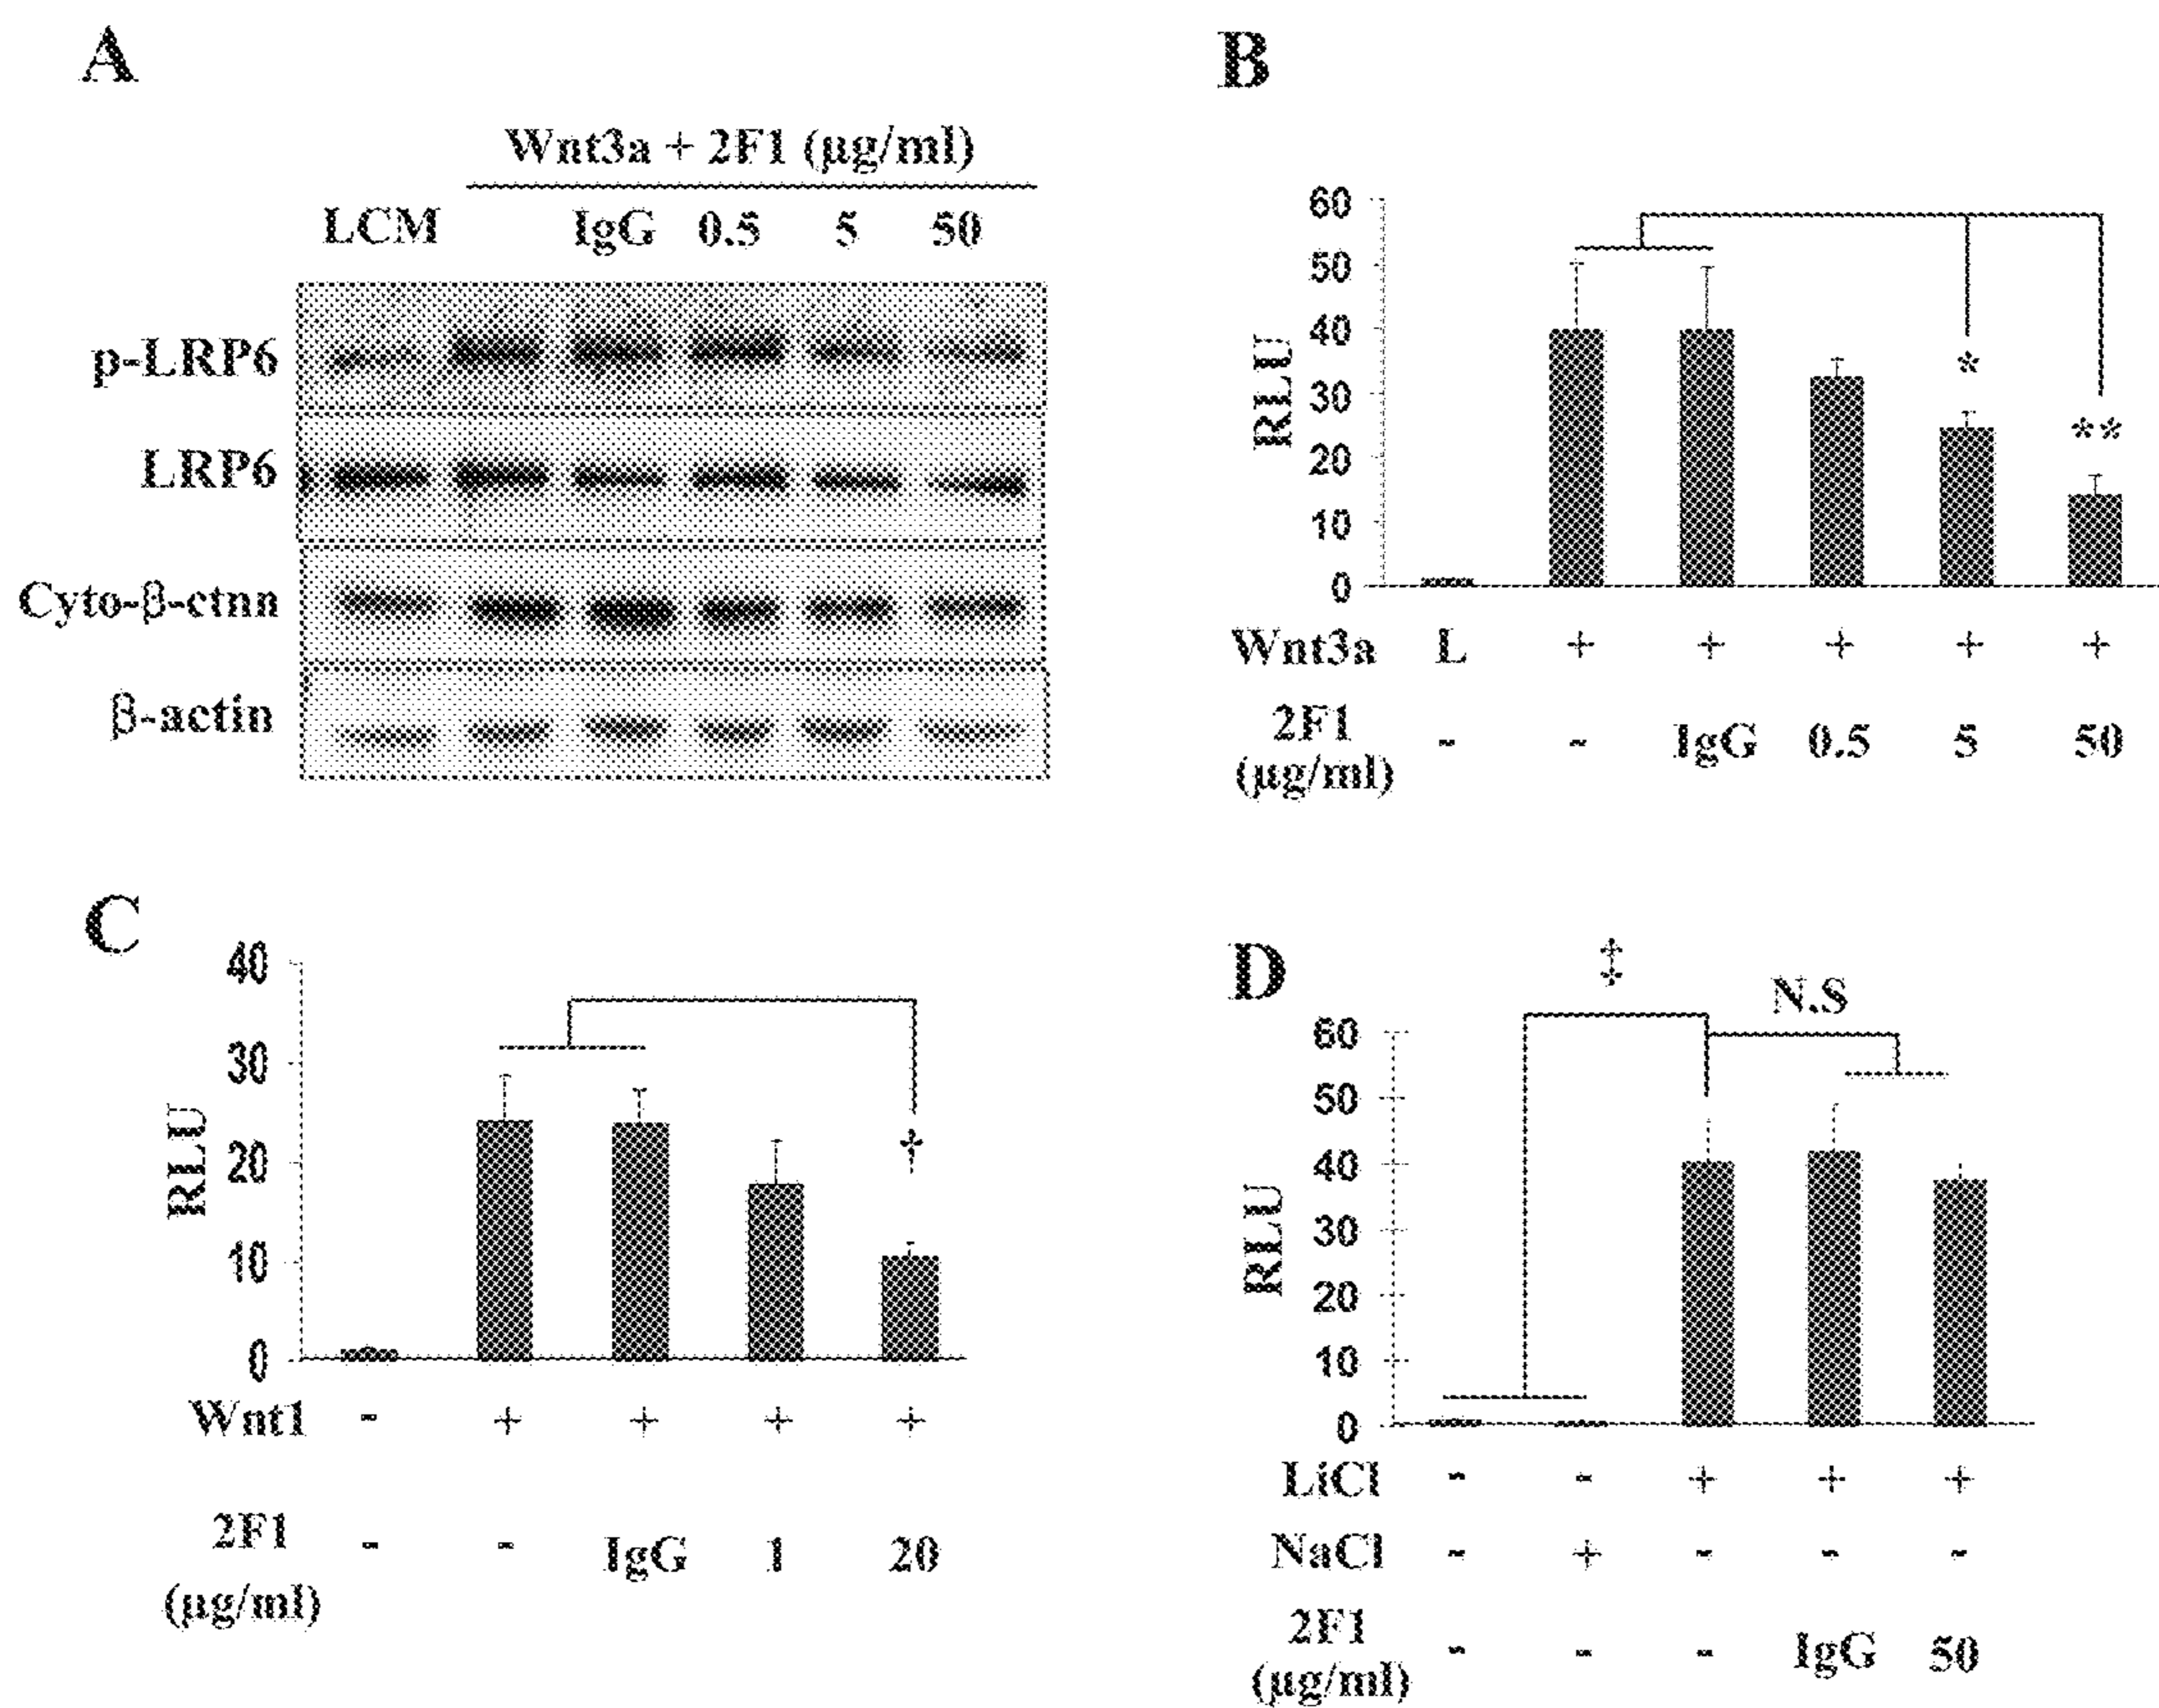 A
Wnt3a + 2F1 (µg/ml)
LCM IgG 0.5 5 50
p-LRP6
LRP6
Cyto-β-ctnn
β-actin
B
60
50
40
30
20
10
0
RLU
*
**
Wnt3a L + + + + +
2F1 - - IgG 0.5 5 50
(µg/ml)
C
40
30
20
10
0
RLU
†
Wnt1 - + + + +
2F1 - - IgG 1 20
(µg/ml)
D
‡
N.S
60
50
40
30
20
10
0
RLU
LiCl - - + + +
NaCl - + - - -
2F1 - - - IgG 50
(µg/ml)